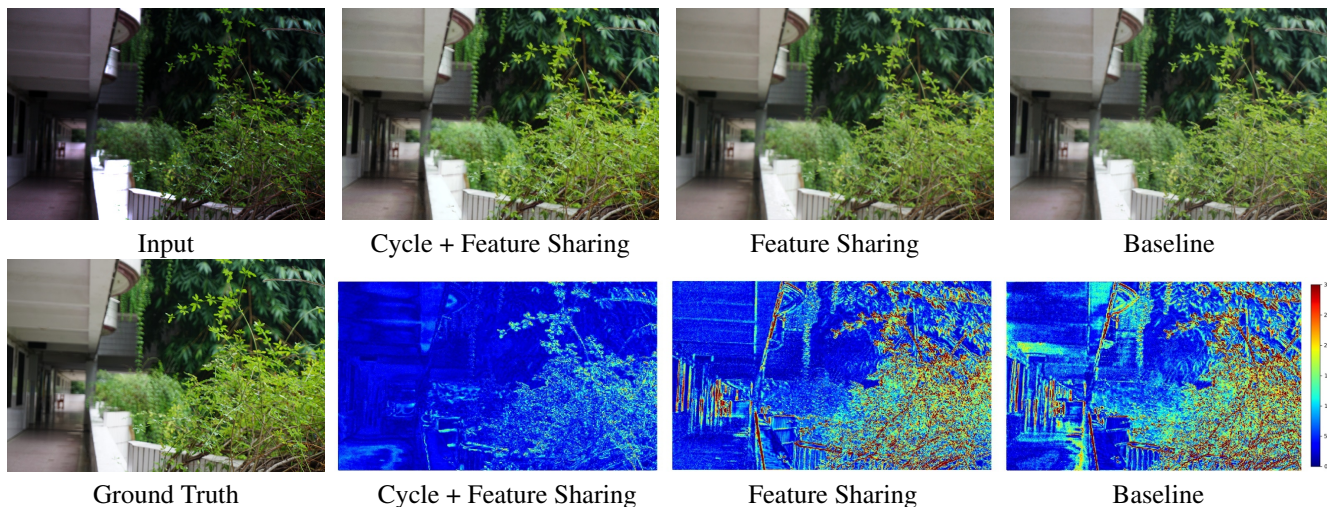 Input
Cycle + Feature Sharing
Feature Sharing
Baseline
Ground Truth
Cycle + Feature Sharing
Feature Sharing
Baseline